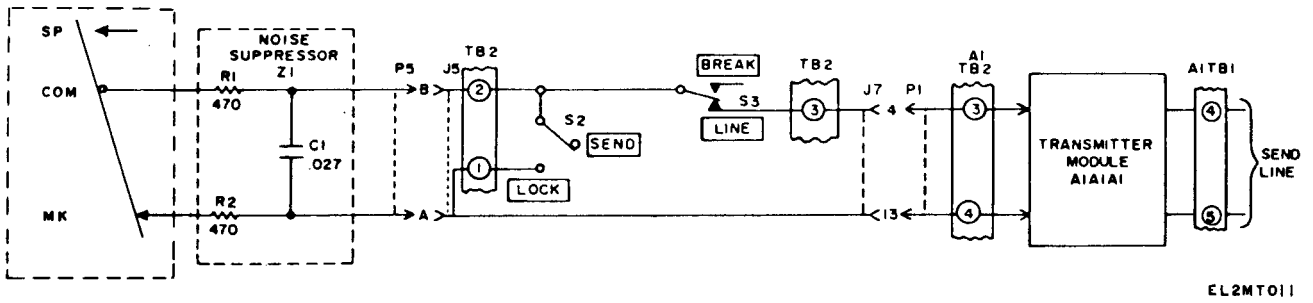 SP
COM
MK
NOISE
SUPPRESSOR
Z1
R1
470
C1
.027
R2
470
P5
J5
B
A
TB2
2
1
S2
SEND
LOCK
BREAK
S3
LINE
TB2
3
J7
P1
4
13
A1
TB2
3
4
TRANSMITTER
MODULE
A1A1A1
A1TB1
4
5
SEND
LINE
EL2MT011